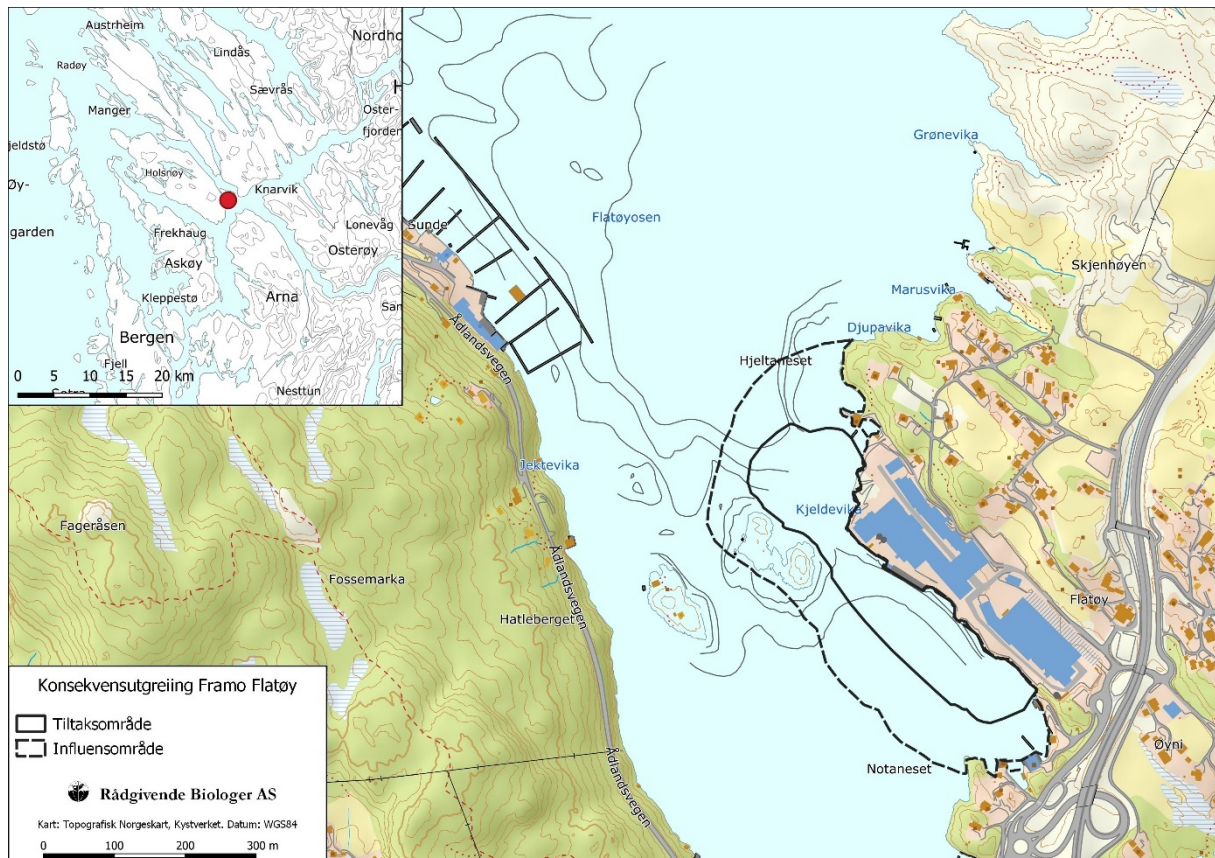 Austrheim
Nordho
Lindås
Radøy
Sævrås
Manger
Oster-
fjorden
jeldstø
Holsnøy
Øy-
Knarvik
garden
Lonevåg
Frekhaug
Askøy
Osterøy
Kleppestø
Arna
San
Bergen
Fjell
Nesttun
0 5 10 15 20 km
Sunde
Ådlandsvegen
Flatøyosen
Grønevika
Skjenhøyen
Marusvika
Djupavika
Hjeltaneset
Jektevika
Kjeldevika
Fageråsen
Ådlandsvegen
Fossemarka
Hatleberget
Flatøy
Ådlandsvegen
Øvni
Notaneset
Konsekvensutgreiing Framo Flatøy
Tiltaksområde
Influensområde
Rådgivende Biologer AS
Kart: Topografisk Norgeskart, Kystverket. Datum: WGS84
0 100 200 300 m